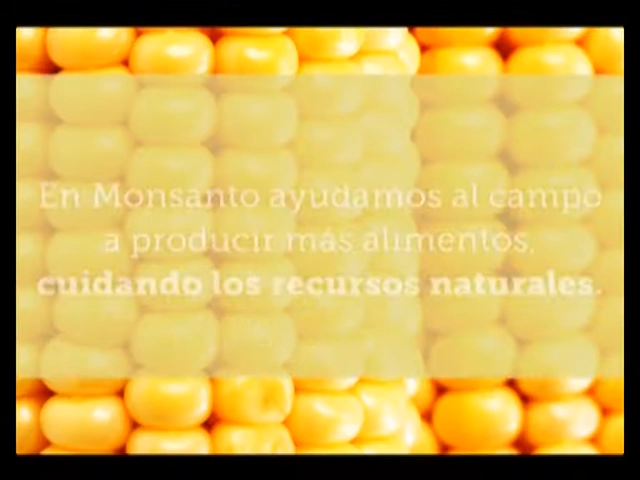 En Monsanto ayudamos al campo
a producir más alimentos,
cuidando los recursos naturales.